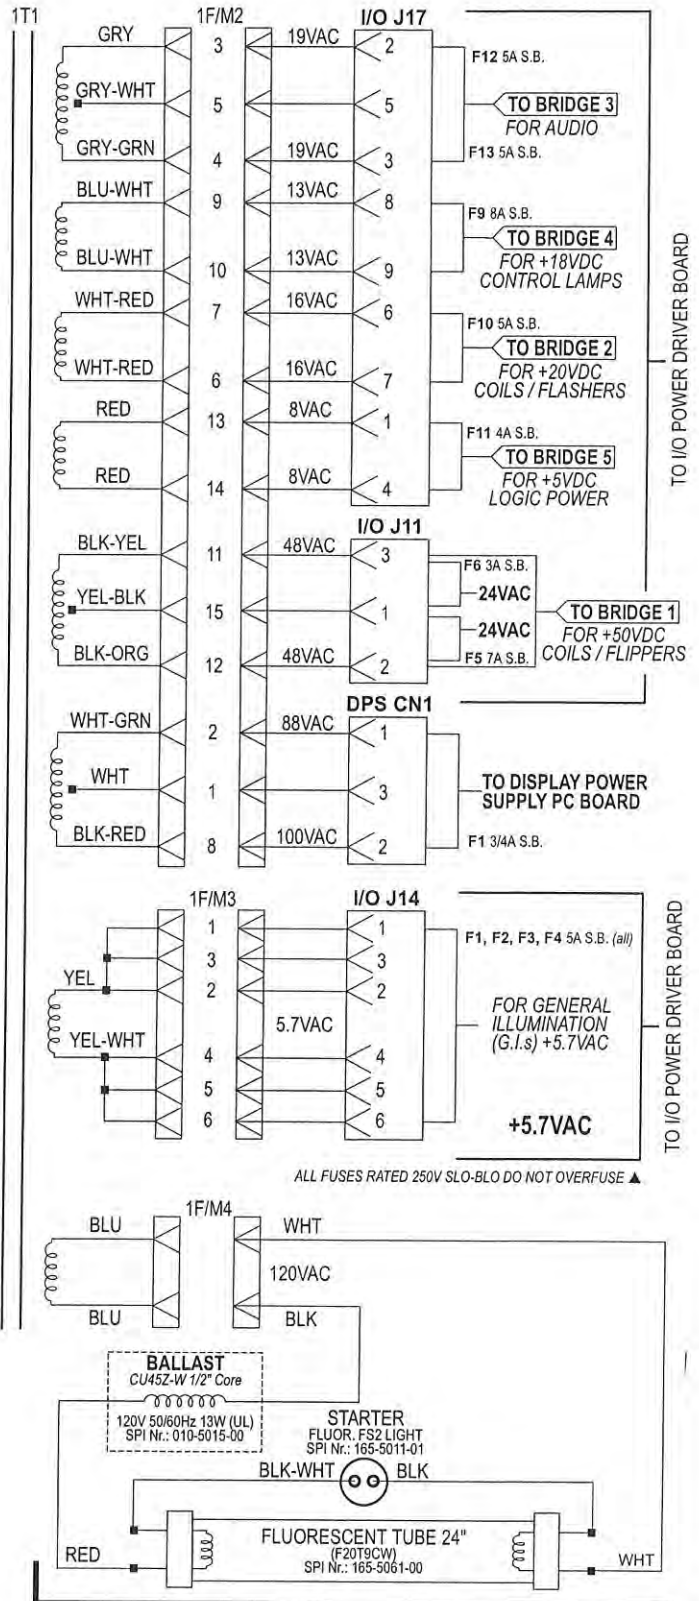 1T1
1F/M2
I/O J17
GRY
3
19VAC
2
F12 5A S.B.
GRY-WHT
5
5
TO BRIDGE 3
FOR AUDIO
GRY-GRN
4
19VAC
3
F13 5A S.B.
BLU-WHT
9
13VAC
8
F9 8A S.B.
TO BRIDGE 4
FOR +18VDC
CONTROL LAMPS
BLU-WHT
10
13VAC
9
WHT-RED
7
16VAC
6
F10 5A S.B.
TO BRIDGE 2
FOR +20VDC
COILS / FLASHERS
WHT-RED
6
16VAC
7
RED
13
8VAC
1
F11 4A S.B.
TO BRIDGE 5
FOR +5VDC
LOGIC POWER
RED
14
8VAC
4
TO I/O POWER DRIVER BOARD
I/O J11
BLK-YEL
11
48VAC
3
F6 3A S.B.
24VAC
YEL-BLK
15
1
TO BRIDGE 1
24VAC
FOR +50VDC
COILS / FLIPPERS
BLK-ORG
12
48VAC
2
F5 7A S.B.
DPS CN1
WHT-GRN
2
88VAC
1
WHT
1
3
TO DISPLAY POWER
SUPPLY PC BOARD
BLK-RED
8
100VAC
2
F1 3/4A S.B.
1F/M3
I/O J14
1
1
F1, F2, F3, F4 5A S.B. (all)
3
3
YEL
2
2
5.7VAC
FOR GENERAL
ILLUMINATION
(G.I.s) +5.7VAC
YEL-WHT
4
4
5
5
6
6
+5.7VAC
TO I/O POWER DRIVER BOARD
ALL FUSES RATED 250V SLO-BLO DO NOT OVERFUSE ▲
1F/M4
BLU
WHT
120VAC
BLU
BLK
BALLAST
CU45Z-W 1/2" Core
120V 50/60Hz 13W (UL)
SPI Nr.: 010-5015-00
STARTER
FLUOR. FS2 LIGHT
SPI Nr.: 165-5011-01
BLK-WHT
BLK
FLUORESCENT TUBE 24"
(F20T9CW)
SPI Nr.: 165-5061-00
RED
WHT